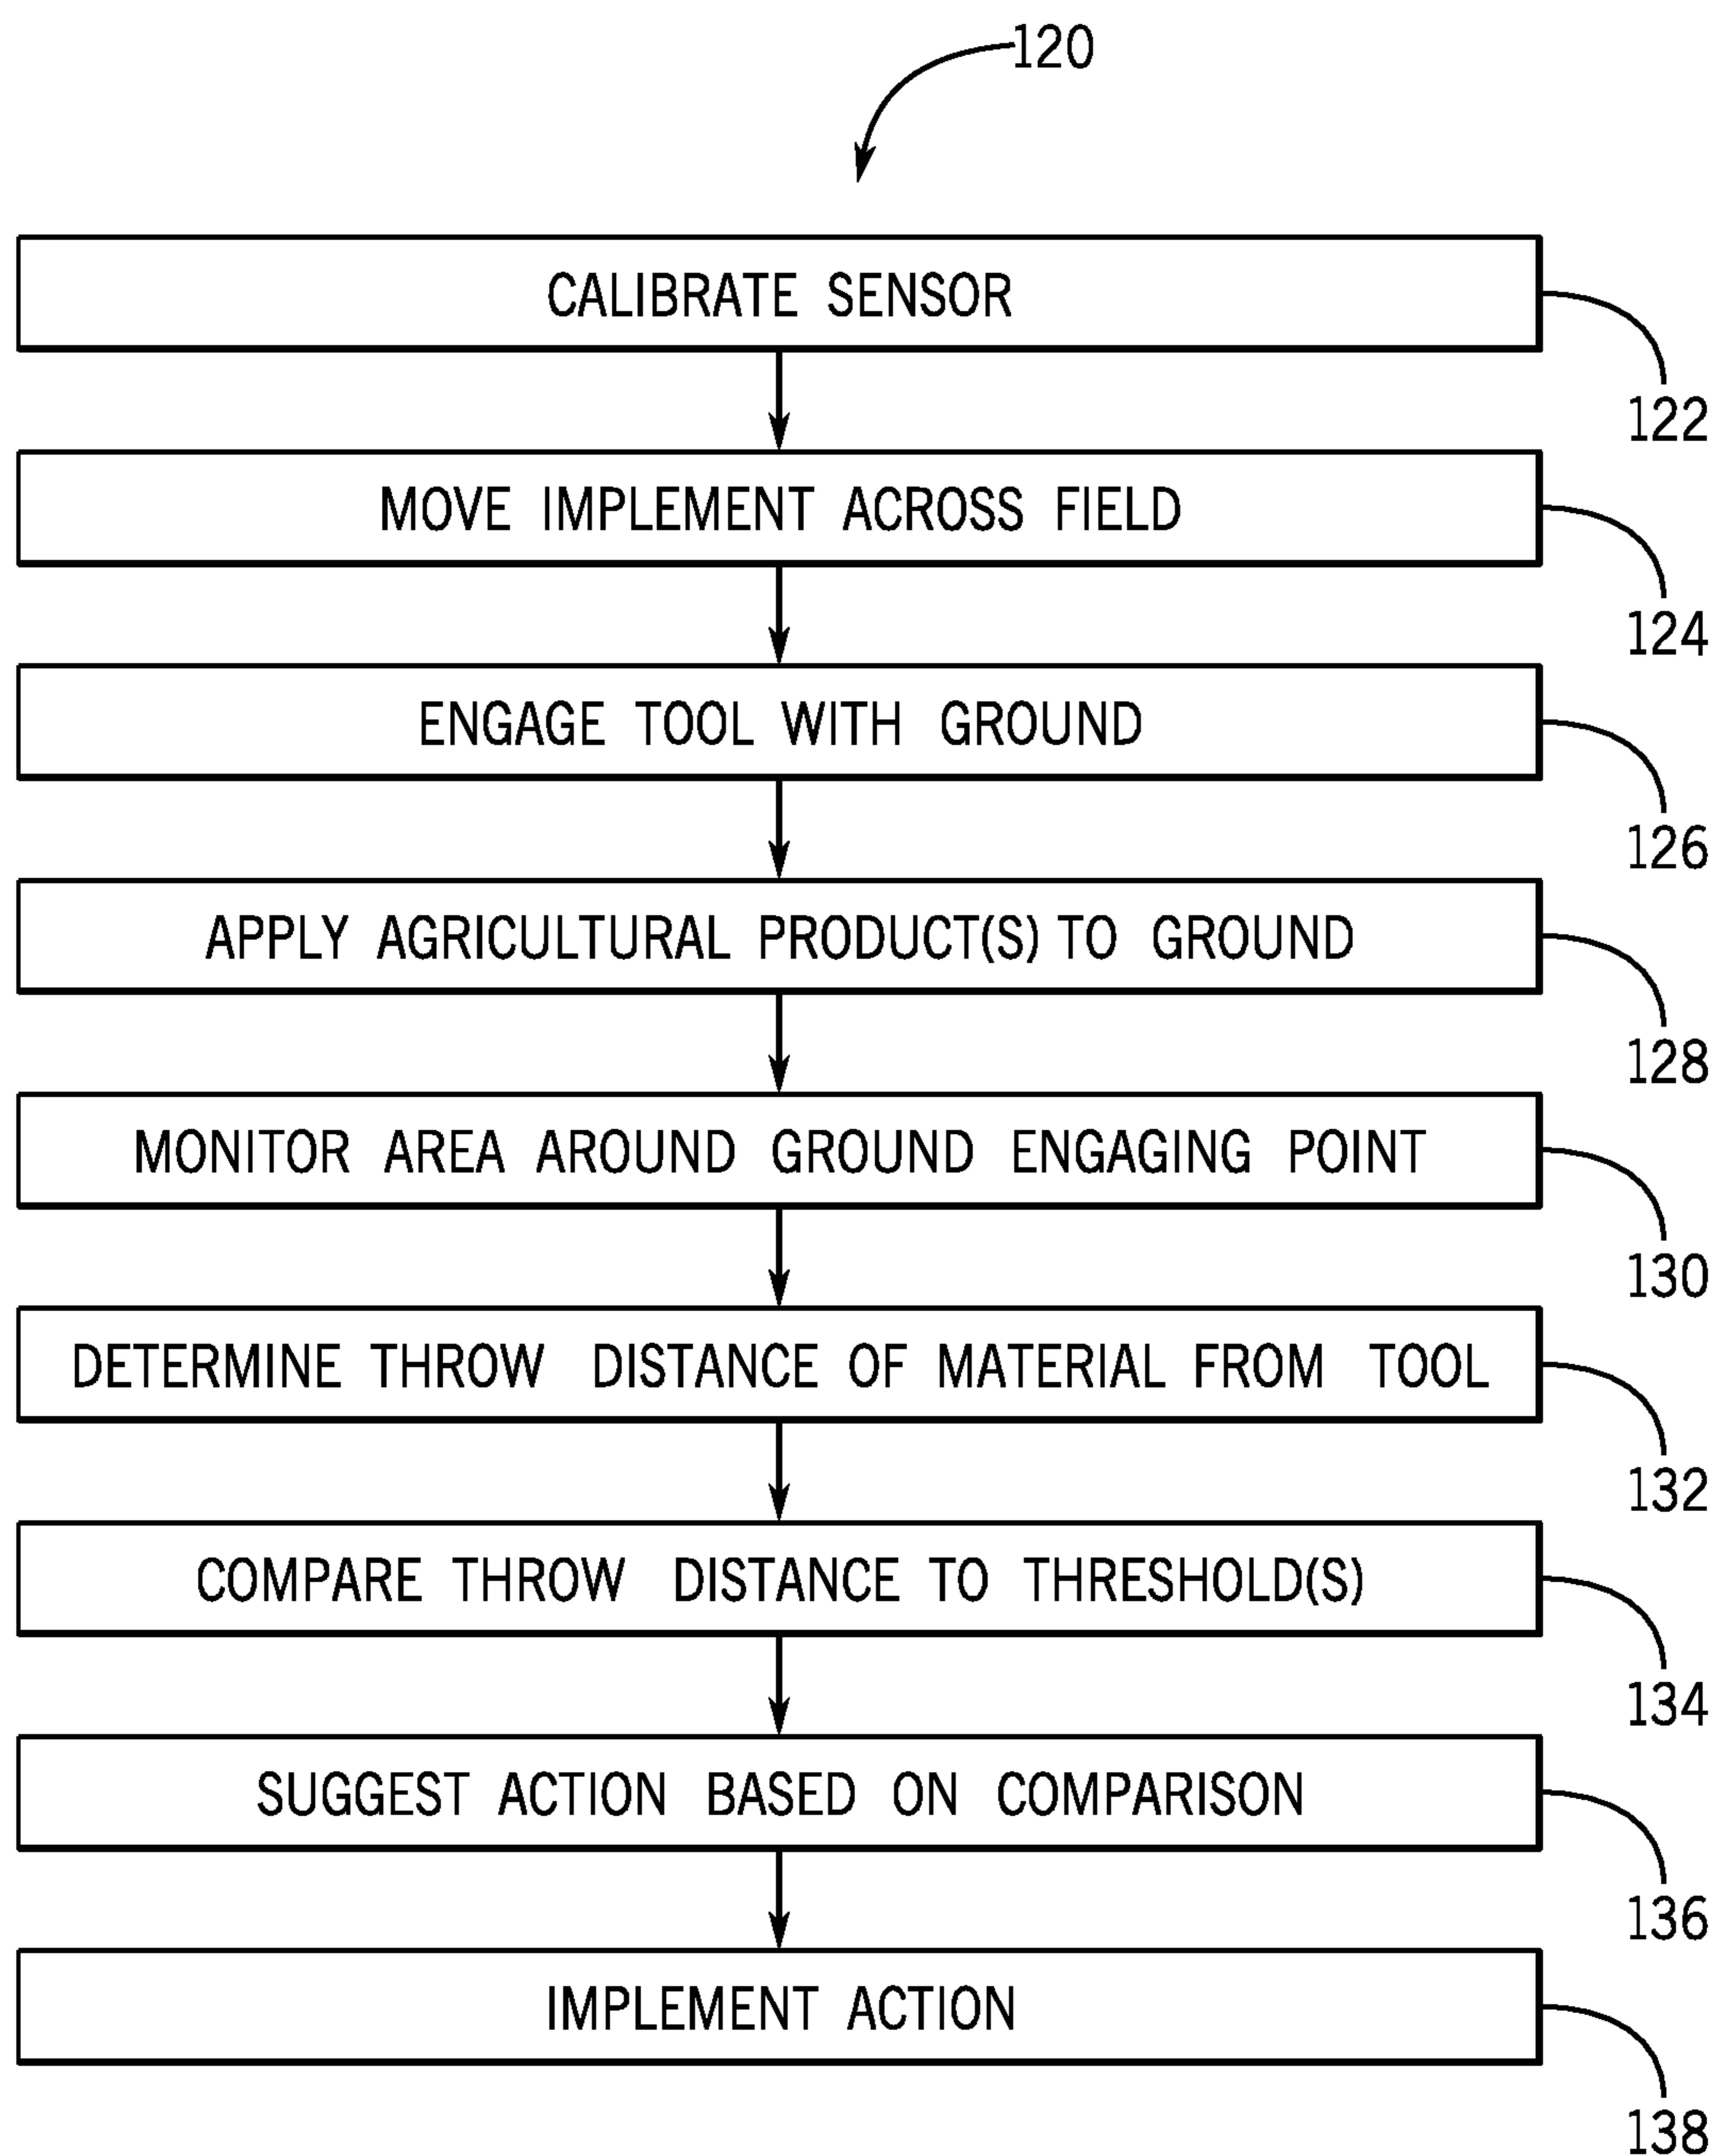 120
CALIBRATE SENSOR
122
MOVE IMPLEMENT ACROSS FIELD
124
ENGAGE TOOL WITH GROUND
126
APPLY AGRICULTURAL PRODUCT(S) TO GROUND
128
MONITOR AREA AROUND GROUND ENGAGING POINT
130
DETERMINE THROW DISTANCE OF MATERIAL FROM TOOL
132
COMPARE THROW DISTANCE TO THRESHOLD(S)
134
SUGGEST ACTION BASED ON COMPARISON
136
IMPLEMENT ACTION
138